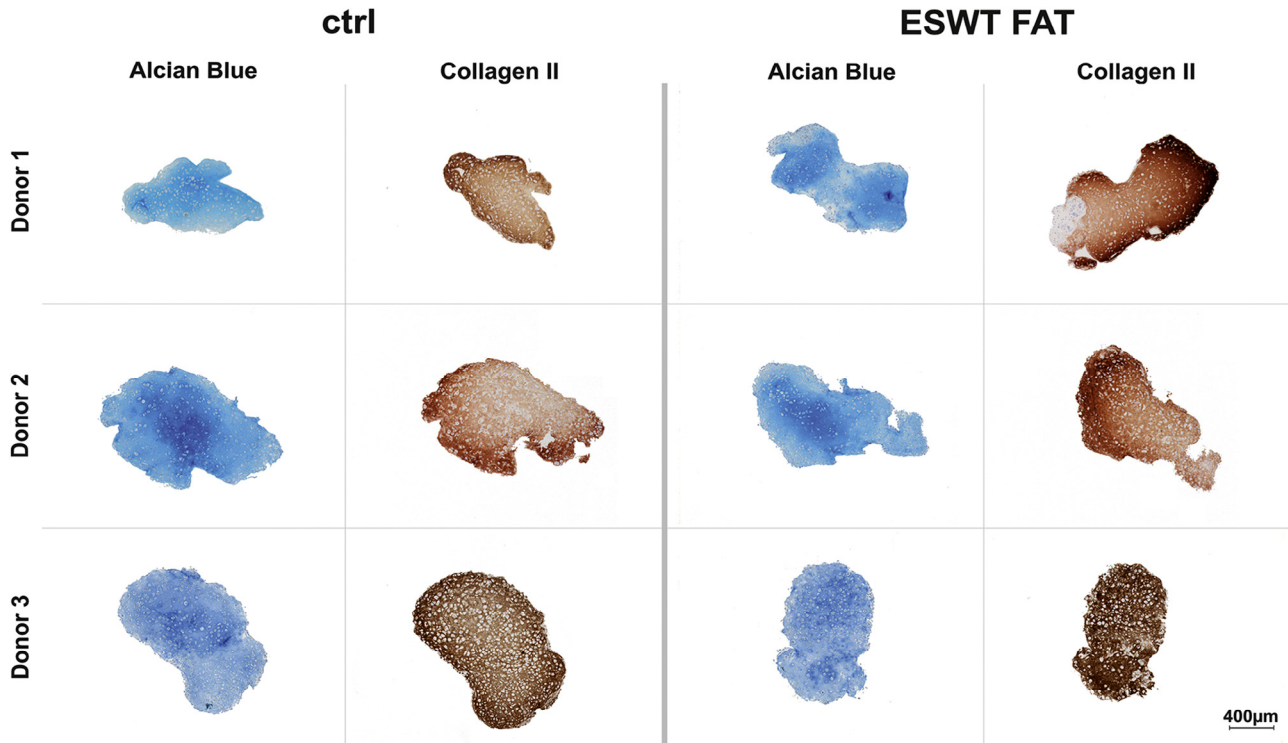 ctrl
ESWT FAT
Alcian Blue
Collagen II
Alcian Blue
Collagen II
Donor 1
Donor 2
Donor 3
400µm